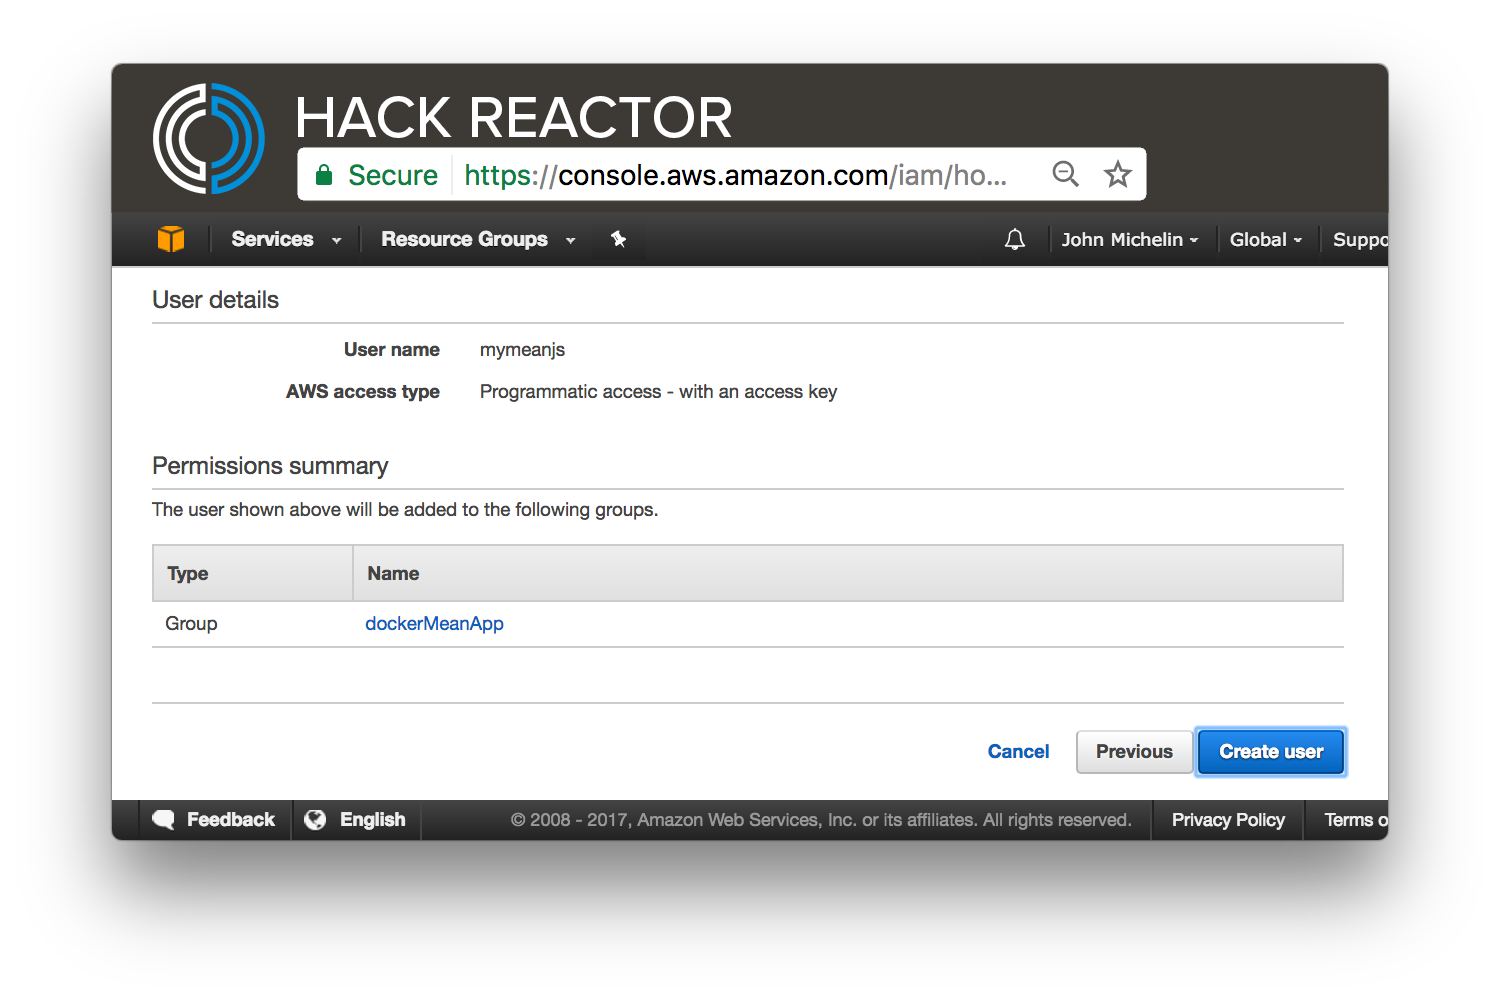 HACK REACTOR
Secure https://console.aws.amazon.com/iam/ho...
Services Resource Groups John Michelin Global Suppo
User details
User name mymeanjs
AWS access type Programmatic access - with an access key
Permissions summary
The user shown above will be added to the following groups.
Type Name
Group dockerMeanApp
Cancel Previous Create user
Feedback English © 2008 - 2017, Amazon Web Services, Inc. or its affiliates. All rights reserved. Privacy Policy Terms o